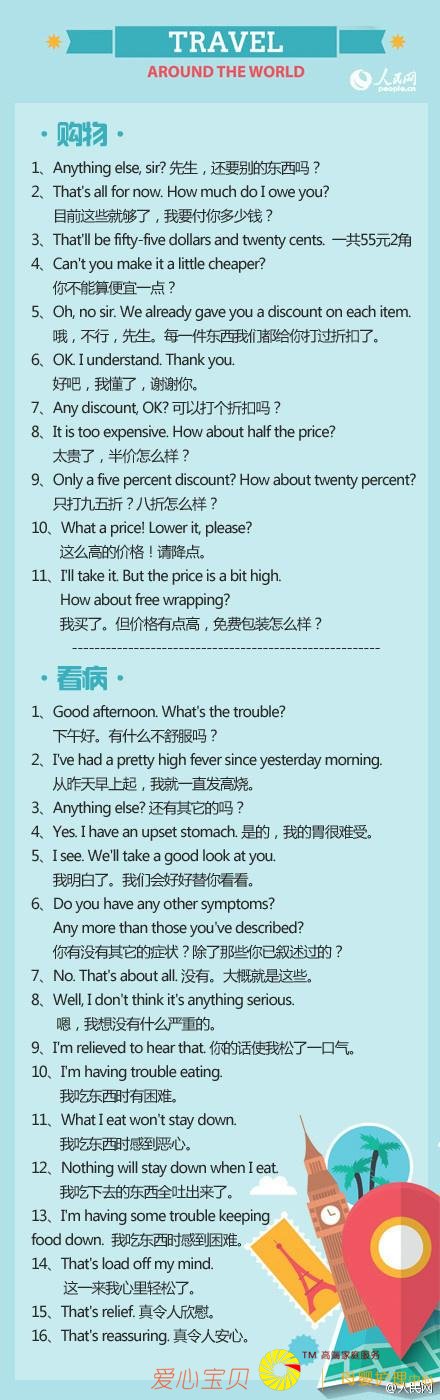 TRAVEL
AROUND THE WORLD
人民网
people.cn
·购物·
1、Anything else, sir? 先生，还要别的东西吗？
2、That's all for now. How much do I owe you?
目前这些就够了，我要付你多少钱？
3、That'll be fifty-five dollars and twenty cents. 一共55元2角
4、Can't you make it a little cheaper?
你不能算便宜一点？
5、Oh, no sir. We already gave you a discount on each item.
哦，不行，先生。每一件东西我们都给你打过折扣了。
6、OK. I understand. Thank you.
好吧，我懂了，谢谢你。
7、Any discount, OK? 可以打个折扣吗？
8、It is too expensive. How about half the price?
太贵了，半价怎么样？
9、Only a five percent discount? How about twenty percent?
只打九五折？八折怎么样？
10、What a price! Lower it, please?
这么高的价格！请降点。
11、I'll take it. But the price is a bit high.
How about free wrapping?
我买了。但价格有点高，免费包装怎么样？
·看病·
1、Good afternoon. What's the trouble?
下午好。有什么不舒服吗？
2、I've had a pretty high fever since yesterday morning.
从昨天早上起，我就一直发高烧。
3、Anything else? 还有其它的吗？
4、Yes. I have an upset stomach. 是的，我的胃很难受。
5、I see. We'll take a good look at you.
我明白了。我们会好好替你看看。
6、Do you have any other symptoms?
Any more than those you've described?
你有没有其它的症状？除了那些你已叙述过的？
7、No. That's about all. 没有。大概就是这些。
8、Well, I don't think it's anything serious.
嗯，我想没有什么严重的。
9、I'm relieved to hear that. 你的话使我松了一口气。
10、I'm having trouble eating.
我吃东西时有困难。
11、What I eat won't stay down.
我吃东西时感到恶心。
12、Nothing will stay down when I eat.
我吃下去的东西全吐出来了。
13、I'm having some trouble keeping
food down. 我吃东西时感到困难。
14、That's load off my mind.
这一来我心里轻松了。
15、That's relief. 真令人欣慰。
16、That's reassuring. 真令人安心。
TM 高端家庭服务
爱心宝贝
@人民网